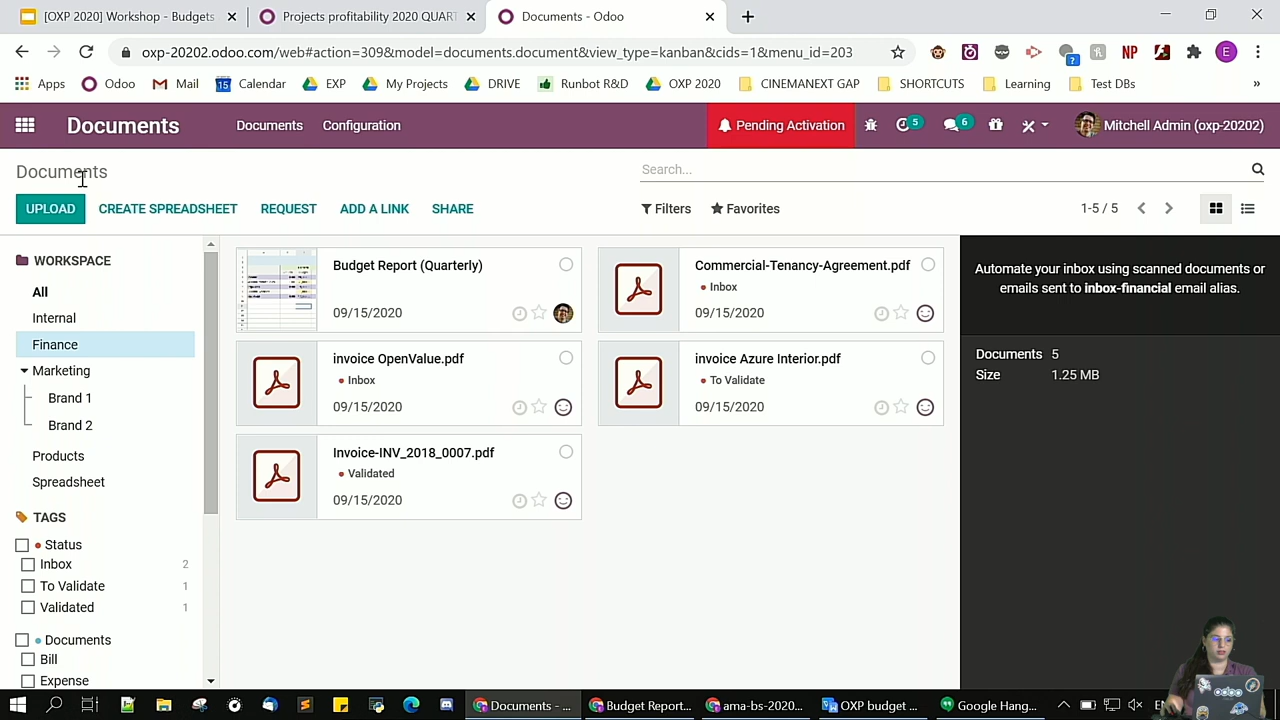 [OXP 2020] Workshop - Budgets
Projects profitability 2020 QUART
Documents - Odoo
oxp-20202.odoo.com/web#action=309&model=documents.document&view_type=kanban&cids=1&menu_id=203
NP
E
?
Apps
Odoo
Mail
15
Calendar
EXP
My Projects
DRIVE
Runbot R&D
OXP 2020
CINEMANEXT GAP
SHORTCUTS
Learning
Test DBs
»
Documents
Documents
Configuration
Pending Activation
5
6
Mitchell Admin (oxp-20202)
Documents
Search...
UPLOAD
CREATE SPREADSHEET
REQUEST
ADD A LINK
SHARE
Filters
Favorites
1-5 / 5
WORKSPACE
All
Internal
Finance
Marketing
Brand 1
Brand 2
Products
Spreadsheet
TAGS
Status
Inbox 2
To Validate 1
Validated 1
Documents
Bill
Expense
Budget Report (Quarterly)
09/15/2020
Commercial-Tenancy-Agreement.pdf
Inbox
09/15/2020
invoice OpenValue.pdf
Inbox
09/15/2020
invoice Azure Interior.pdf
To Validate
09/15/2020
Invoice-INV_2018_0007.pdf
Validated
09/15/2020
Automate your inbox using scanned documents or
emails sent to inbox-financial email alias.
Documents 5
Size 1.25 MB
odoo
Documents - ...
Budget Report...
ama-bs-2020...
OXP budget ...
Google Hang...